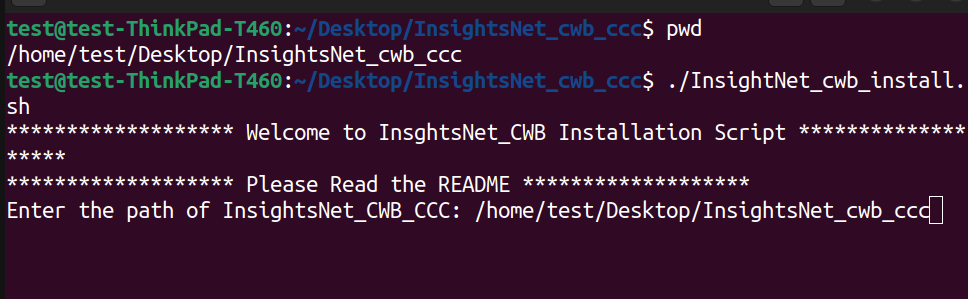 test@test-ThinkPad-T460:~/Desktop/InsightsNet_cwb_ccc$ pwd
/home/test/Desktop/InsightsNet_cwb_ccc
test@test-ThinkPad-T460:~/Desktop/InsightsNet_cwb_ccc$ ./InsightNet_cwb_install.
sh
******************* Welcome to InsghtsNet_CWB Installation Script **************
*****
******************* Please Read the README *******************
Enter the path of InsightsNet_CWB_CCC: /home/test/Desktop/InsightsNet_cwb_ccc